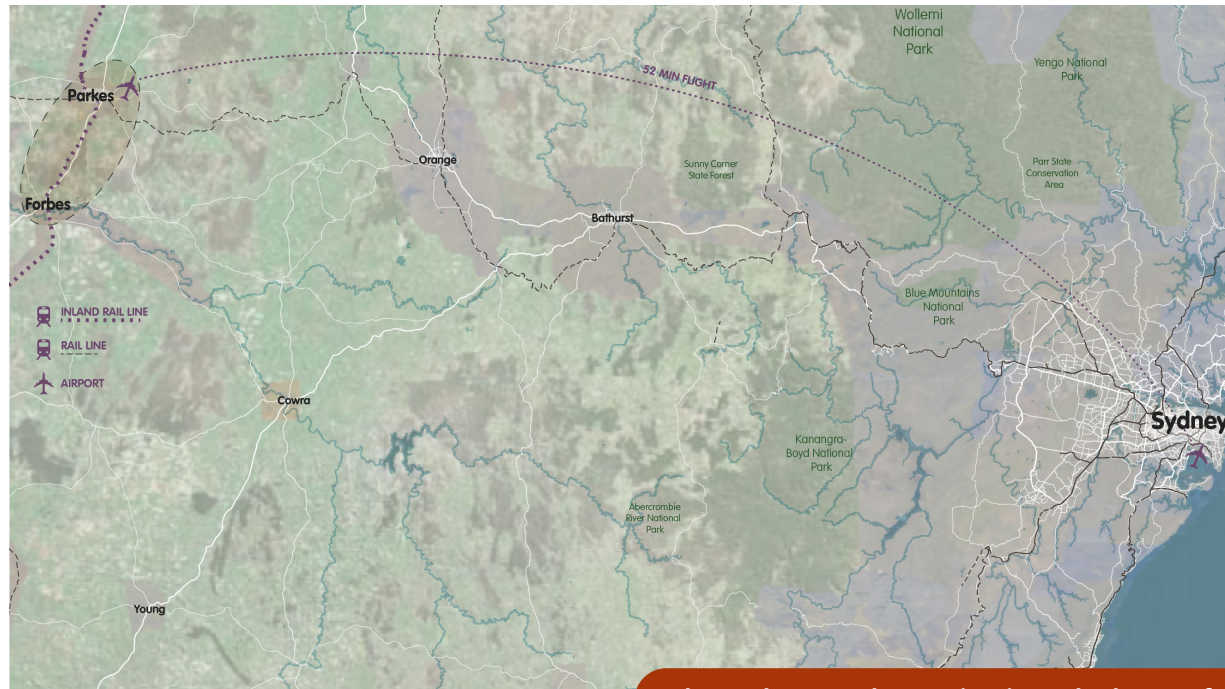 Wollemi
National
Park
Yengo National
Park
52 MIN FLIGHT
Parkes
Orange
Sunny Corner
State Forest
Parr State
Conservation
Area
Forbes
Bathurst
Blue Mountains
National
Park
INLAND RAIL LINE
RAIL LINE
AIRPORT
Cowra
Sydney
Kanangra-
Boyd National
Park
Abercrombie
River National
Park
Young